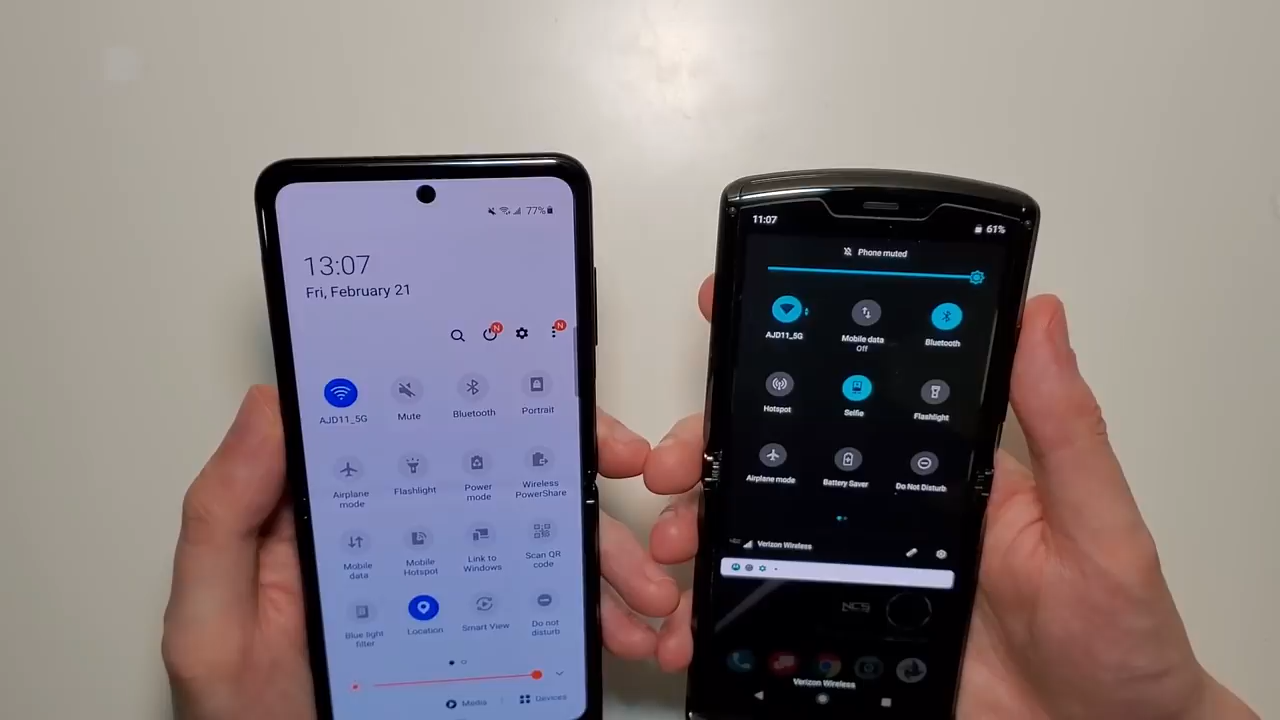 77%
13:07
Fri, February 21
N
N
AJD11_5G
Mute
Bluetooth
Portrait
Airplane
mode
Flashlight
Power
mode
Wireless
PowerShare
Mobile
data
Mobile
Hotspot
Link to
Windows
Scan QR
code
Blue light
filter
Location
Smart View
Do not
disturb
Media
Devices
11:07
61%
Phone muted
AJD11_5G
Mobile data
Off
Bluetooth
Hotspot
Selfie
Flashlight
Airplane mode
Battery Saver
Do Not Disturb
Verizon Wireless
NCS
Verizon Wireless